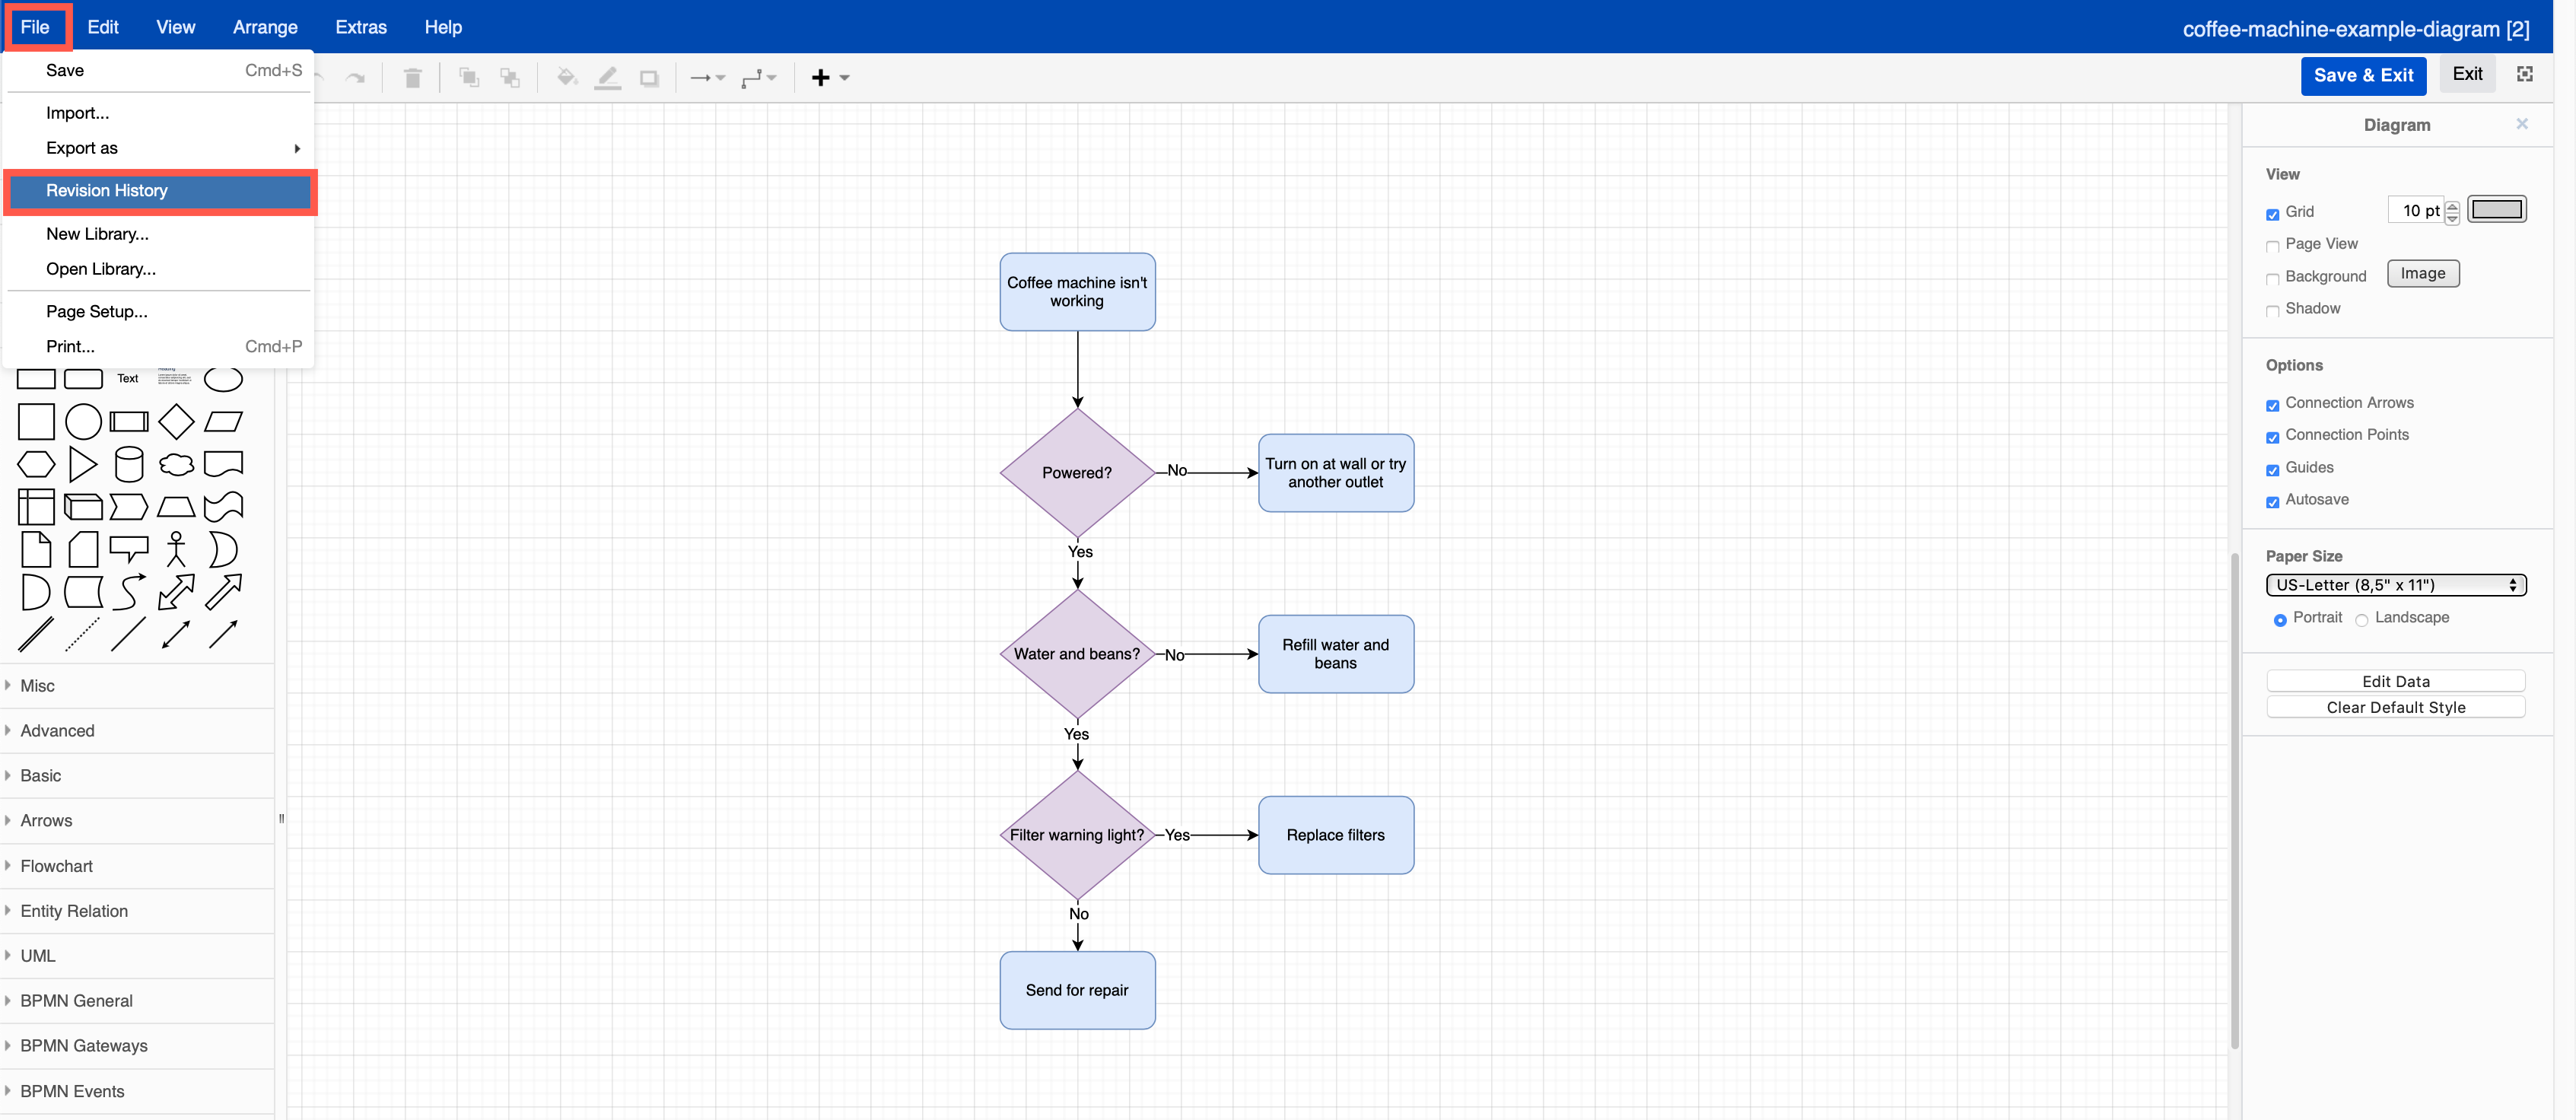 File Edit View Arrange Extras Help
coffee-machine-example-diagram [2]
Save & Exit Exit
Save Cmd+S
Import...
Export as
Revision History
New Library...
Open Library...
Page Setup...
Print... Cmd+P
Text
Misc
Advanced
Basic
Arrows
Flowchart
Entity Relation
UML
BPMN General
BPMN Gateways
BPMN Events
Coffee machine isn't
working
Powered?
No
Turn on at wall or try
another outlet
Yes
Water and beans?
No
Refill water and
beans
Yes
Filter warning light?
Yes
Replace filters
No
Send for repair
Diagram
View
Grid 10 pt
Page View
Background Image
Shadow
Options
Connection Arrows
Connection Points
Guides
Autosave
Paper Size
US-Letter (8,5" x 11")
Portrait Landscape
Edit Data
Clear Default Style